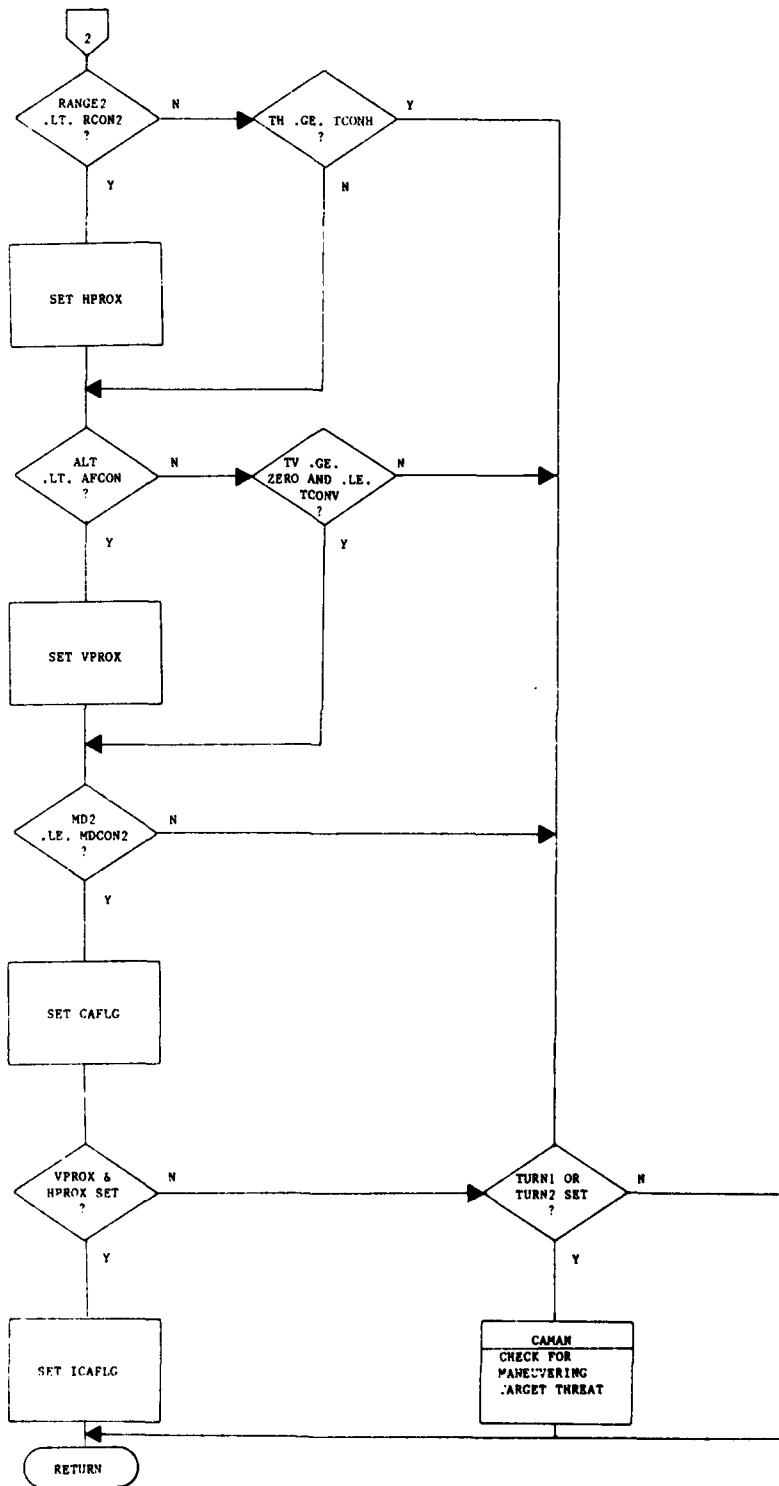 2
RANGE2
.LT. RCON2
?
N
TH .GE. TCONH
?
Y
Y
N
SET HPROX
ALT
.LT. AFCON
?
N
TV .GE.
ZERO AND .LE.
TCONV
?
N
Y
Y
SET VPROX
MD2
.LE. MDCON2
?
N
Y
SET CAFLG
VPROX &
HPROX SET
?
N
TURN1 OR
TURN2 SET
?
N
Y
Y
SET ICAFLG
CAMAN
CHECK FOR
MANEUVERING
TARGET THREAT
RETURN